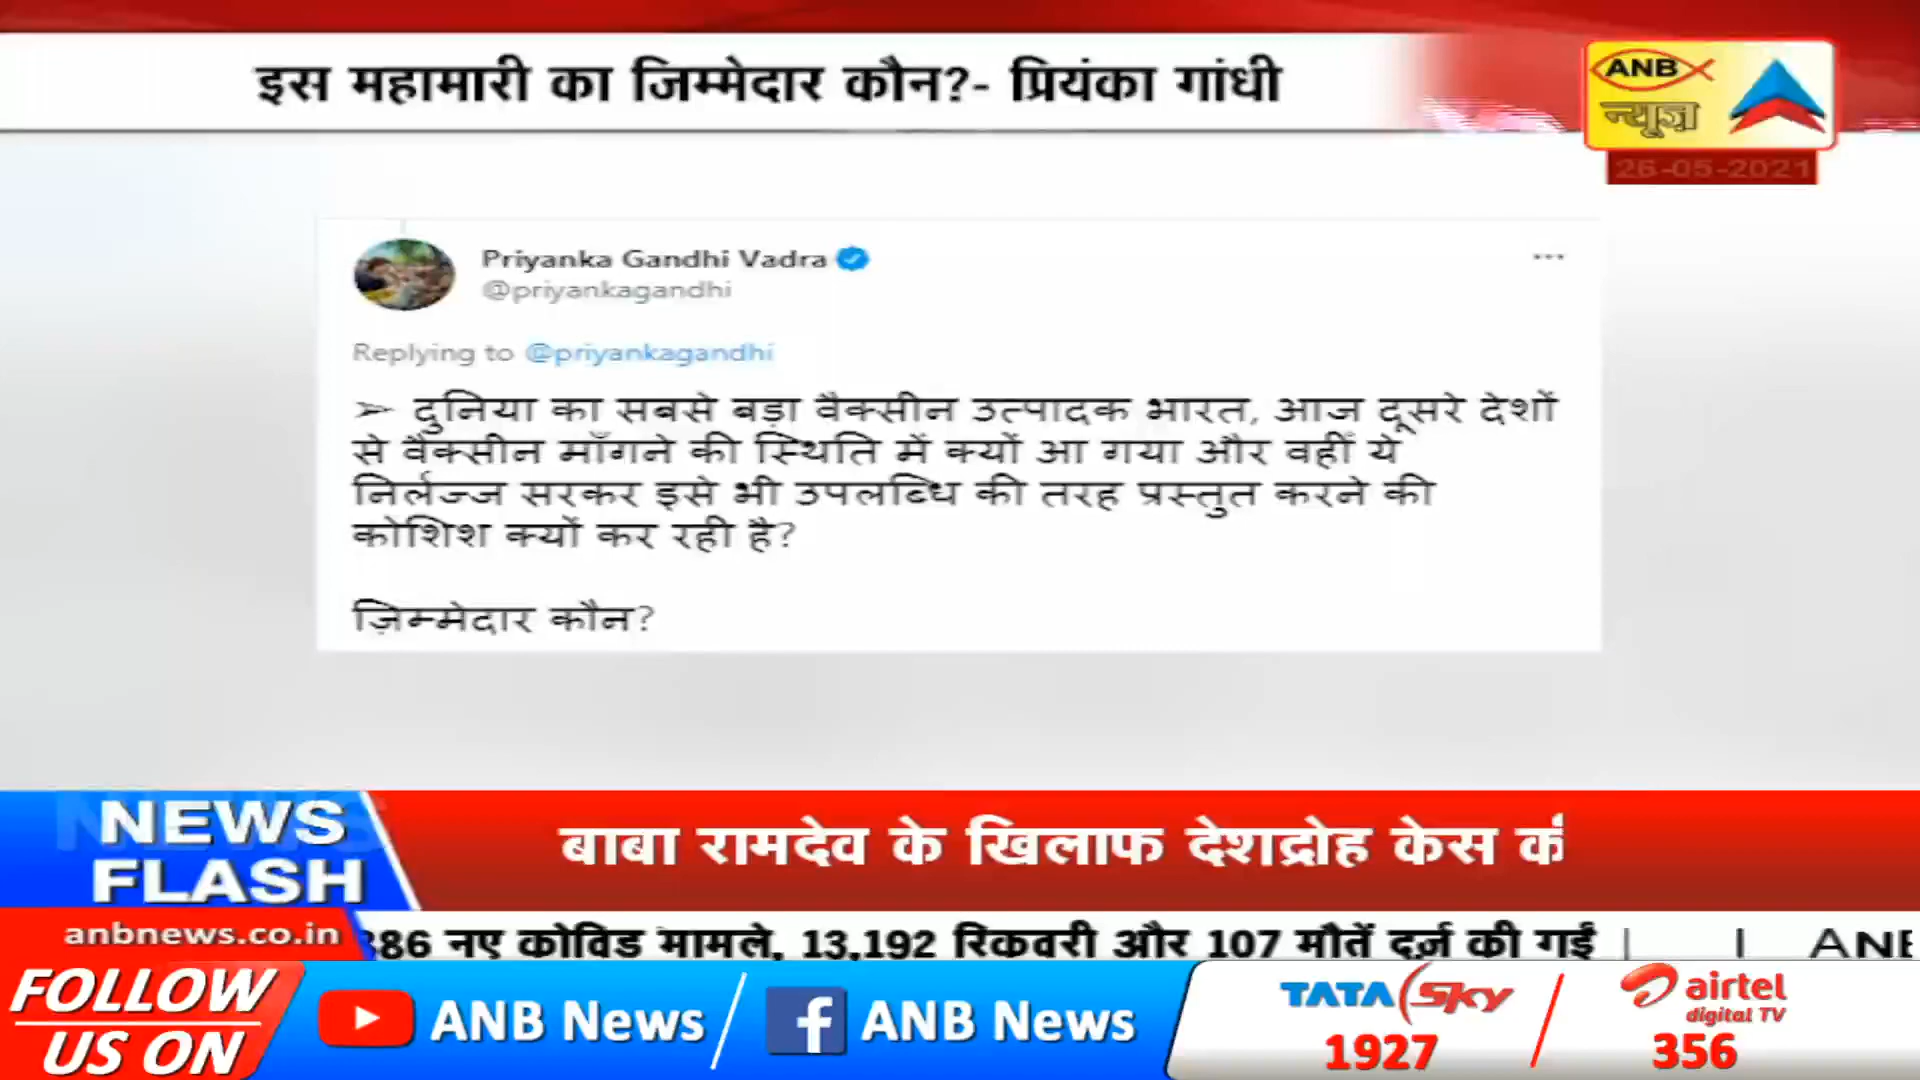 इस महामारी का जिम्मेदार कौन?- प्रियंका गांधी
ANB
न्यूज़
26-05-2021
Priyanka Gandhi Vadra
@priyankagandhi
Replying to @priyankagandhi
➢ दुनिया का सबसे बड़ा वैक्सीन उत्पादक भारत, आज दूसरे देशों
से वैक्सीन माँगने की स्थिति में क्यों आ गया और वहीं ये
निर्लज्ज सरकार इसे भी उपलब्धि की तरह प्रस्तुत करने की
कोशिश क्यों कर रही है?
ज़िम्मेदार कौन?
NEWS
FLASH
बाबा रामदेव के खिलाफ देशद्रोह केस
anbnews.co.in
386 नए कोविड मामले, 13,192 रिकवरी और 107 मौतें दर्ज़ की गईं | | ANB
FOLLOW
US ON
ANB News / ANB News
TATA Sky
1927
airtel
digital TV
356